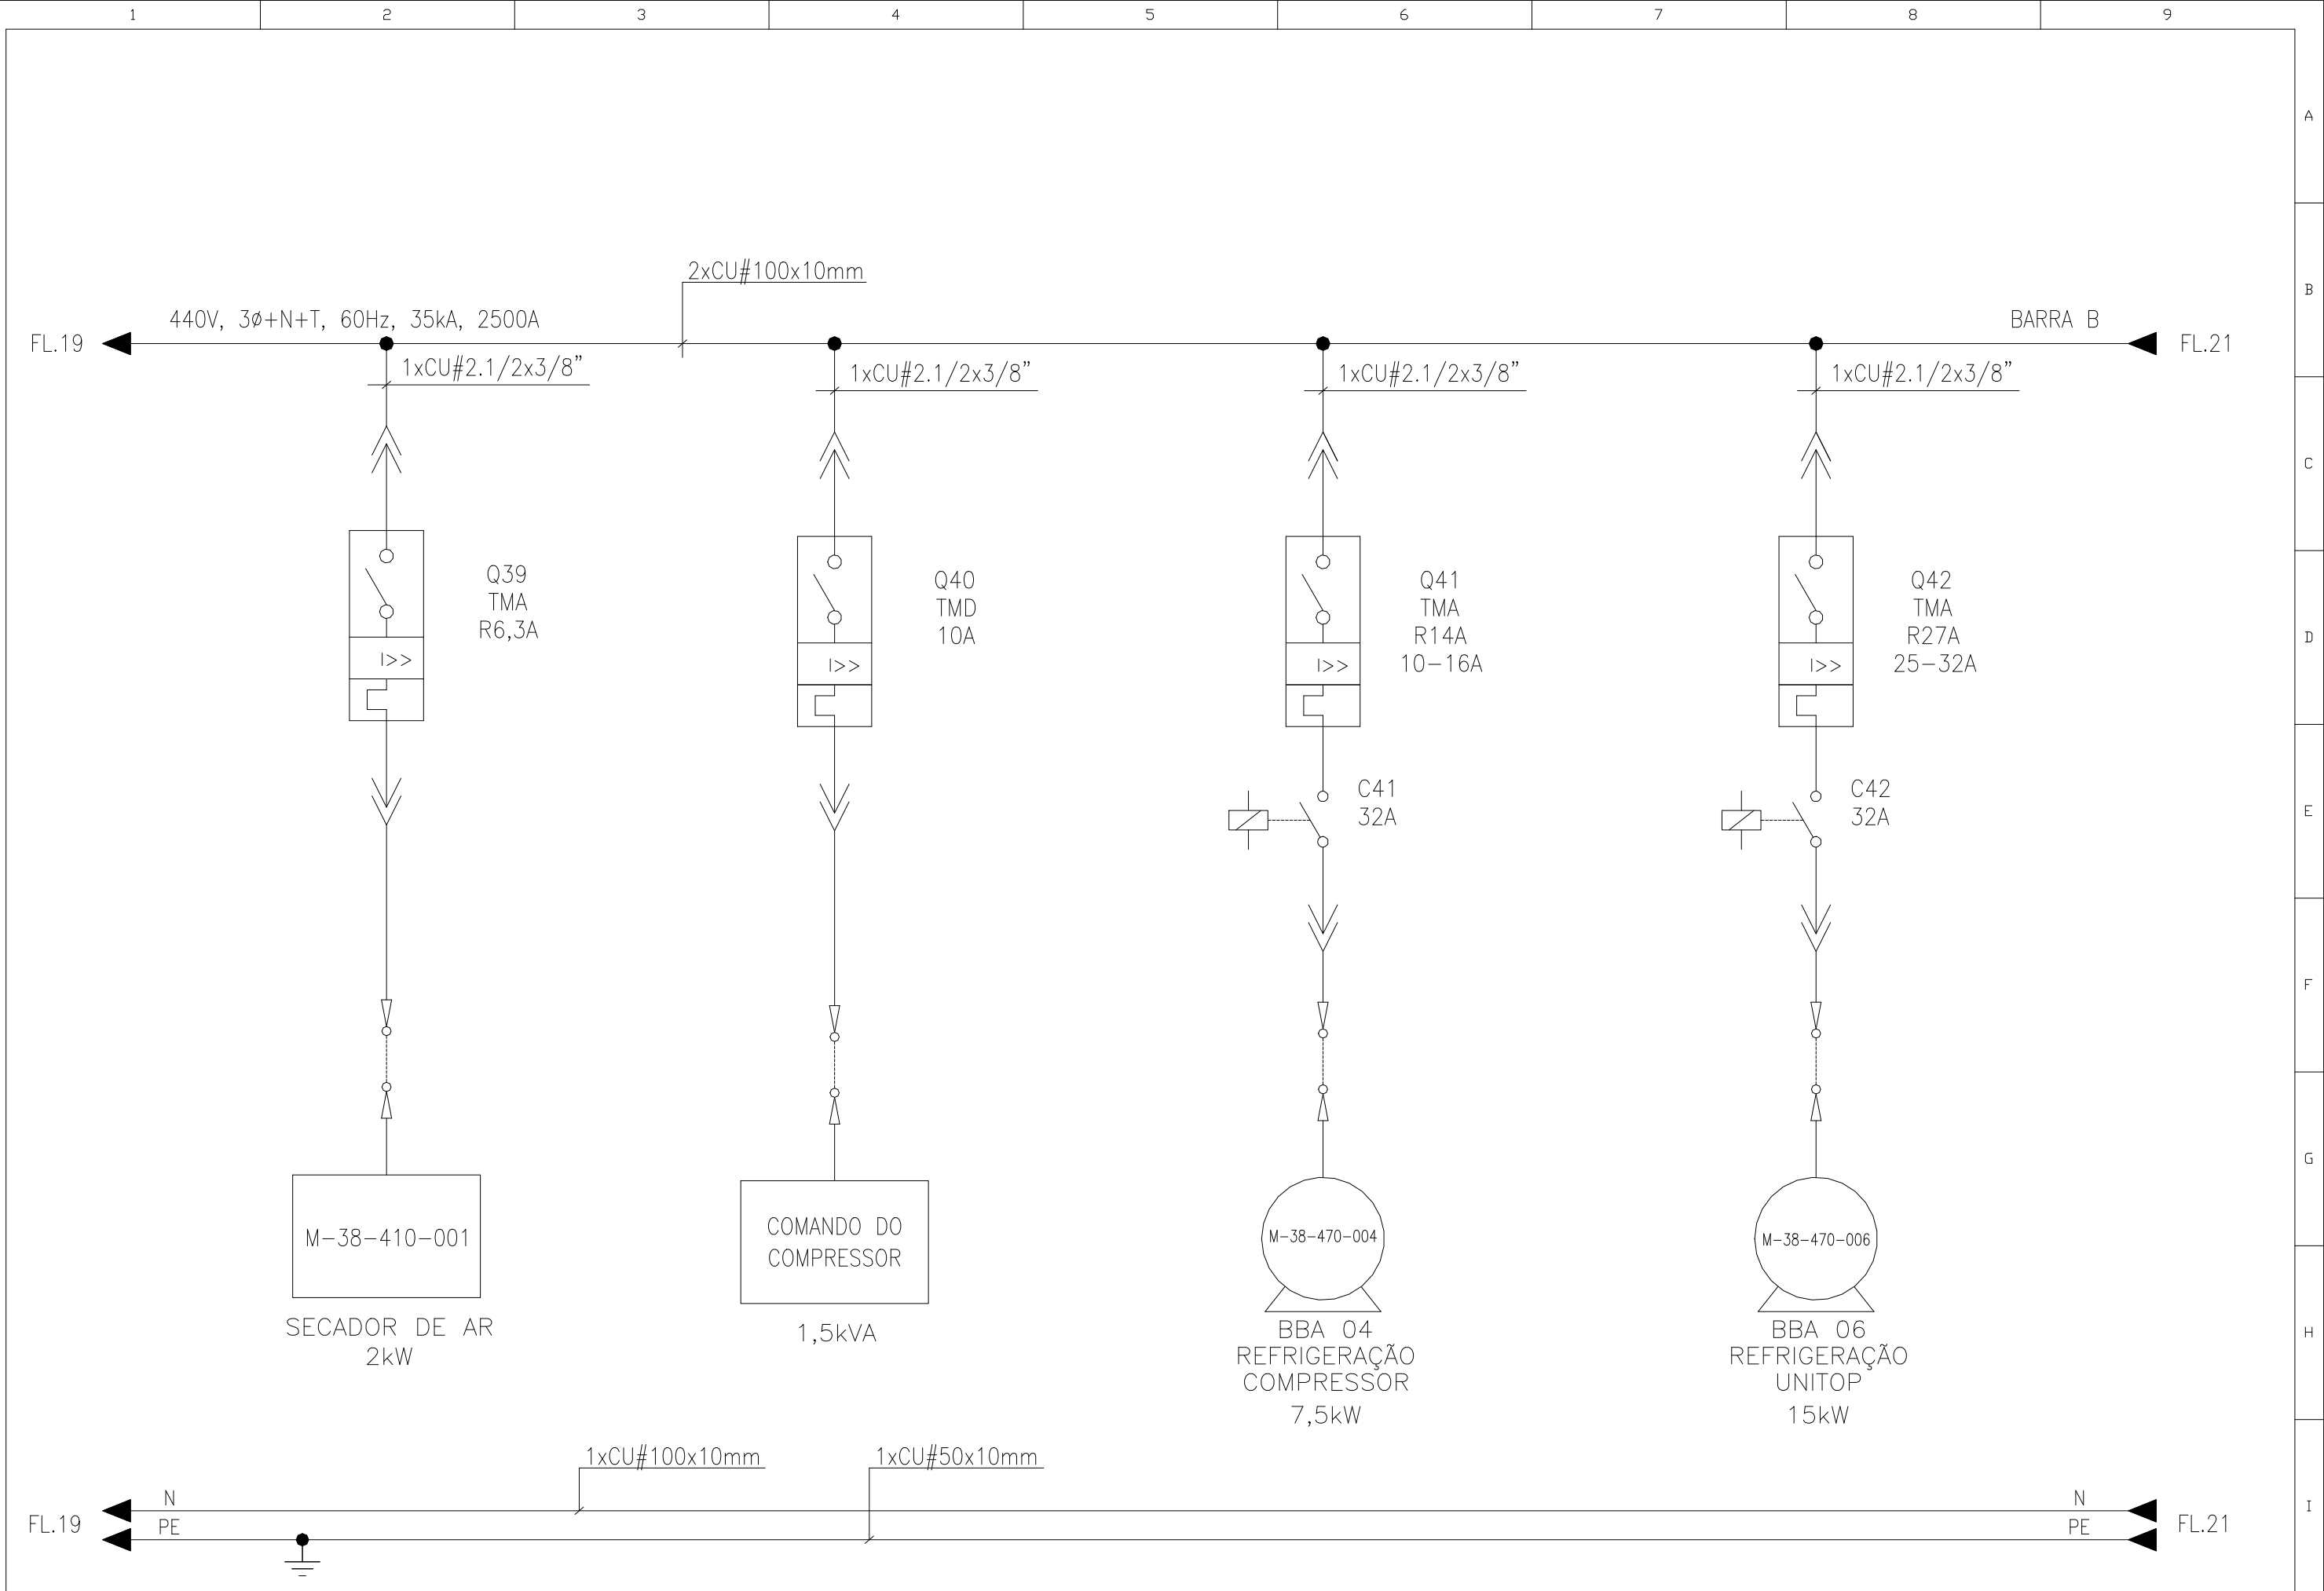 1 2 3 4 5 6 7 8 9
A
B
C
D
E
F
G
H
I
2xCU#100x10mm
440V, 3ø+N+T, 60Hz, 35kA, 2500A
BARRA B
FL.19
FL.21
1xCU#2.1/2x3/8"
1xCU#2.1/2x3/8"
1xCU#2.1/2x3/8"
1xCU#2.1/2x3/8"
Q39
TMA
R6,3A
I>>
Q40
TMD
10A
I>>
Q41
TMA
R14A
10-16A
I>>
Q42
TMA
R27A
25-32A
I>>
C41
32A
C42
32A
M-38-410-001
SECADOR DE AR
2kW
COMANDO DO
COMPRESSOR
1,5kVA
M-38-470-004
BBA 04
REFRIGERAÇÃO
COMPRESSOR
7,5kW
M-38-470-006
BBA 06
REFRIGERAÇÃO
UNITOP
15kW
1xCU#100x10mm
1xCU#50x10mm
N
N
FL.19
FL.21
PE
PE